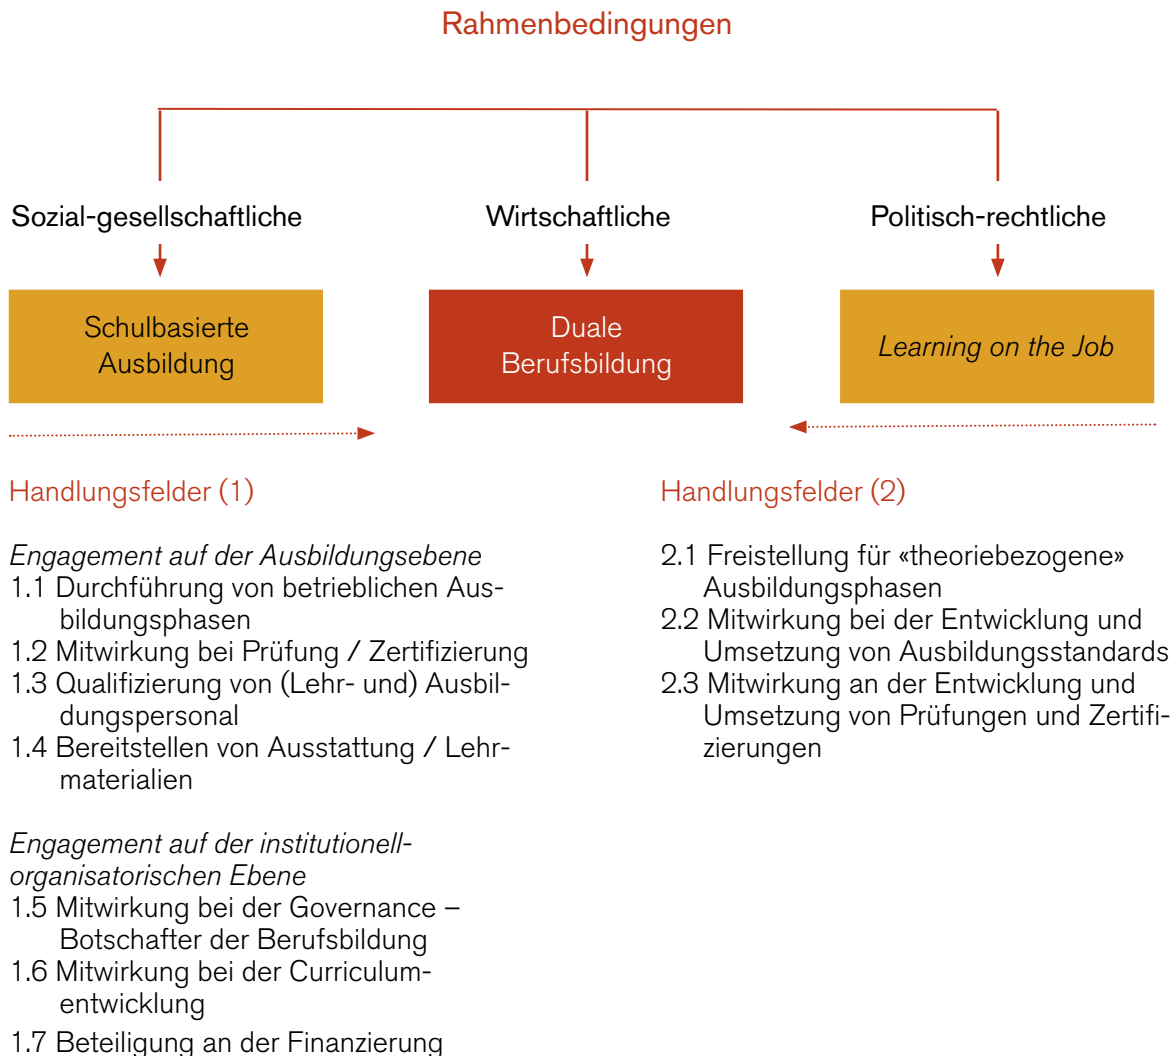 Rahmenbedingungen
Sozial-gesellschaftliche
Wirtschaftliche
Politisch-rechtliche
Schulbasierte
Ausbildung
Duale
Berufsbildung
Learning on the Job
Handlungsfelder (1)
Engagement auf der Ausbildungsebene
1.1 Durchführung von betrieblichen Aus-
bildungsphasen
1.2 Mitwirkung bei Prüfung / Zertifizierung
1.3 Qualifizierung von (Lehr- und) Ausbil-
dungspersonal
1.4 Bereitstellen von Ausstattung / Lehr-
materialien
Engagement auf der institutionell-
organisatorischen Ebene
1.5 Mitwirkung bei der Governance –
Botschafter der Berufsbildung
1.6 Mitwirkung bei der Curriculum-
entwicklung
1.7 Beteiligung an der Finanzierung
Handlungsfelder (2)
2.1 Freistellung für «theoriebezogene»
Ausbildungsphasen
2.2 Mitwirkung bei der Entwicklung und
Umsetzung von Ausbildungsstandards
2.3 Mitwirkung an der Entwicklung und
Umsetzung von Prüfungen und Zertifi-
zierungen